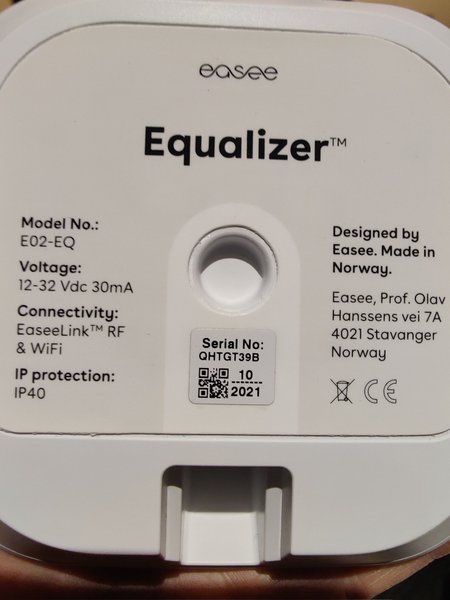 easee
Equalizer™
Model No.:
E02-EQ
Voltage:
12-32 Vdc 30mA
Connectivity:
EaseeLink™ RF
& WiFi
IP protection:
IP40
Serial No:
QHTGT39B
10
2021
Designed by
Easee. Made in
Norway.
Easee, Prof. Olav
Hanssens vei 7A
4021 Stavanger
Norway
CE